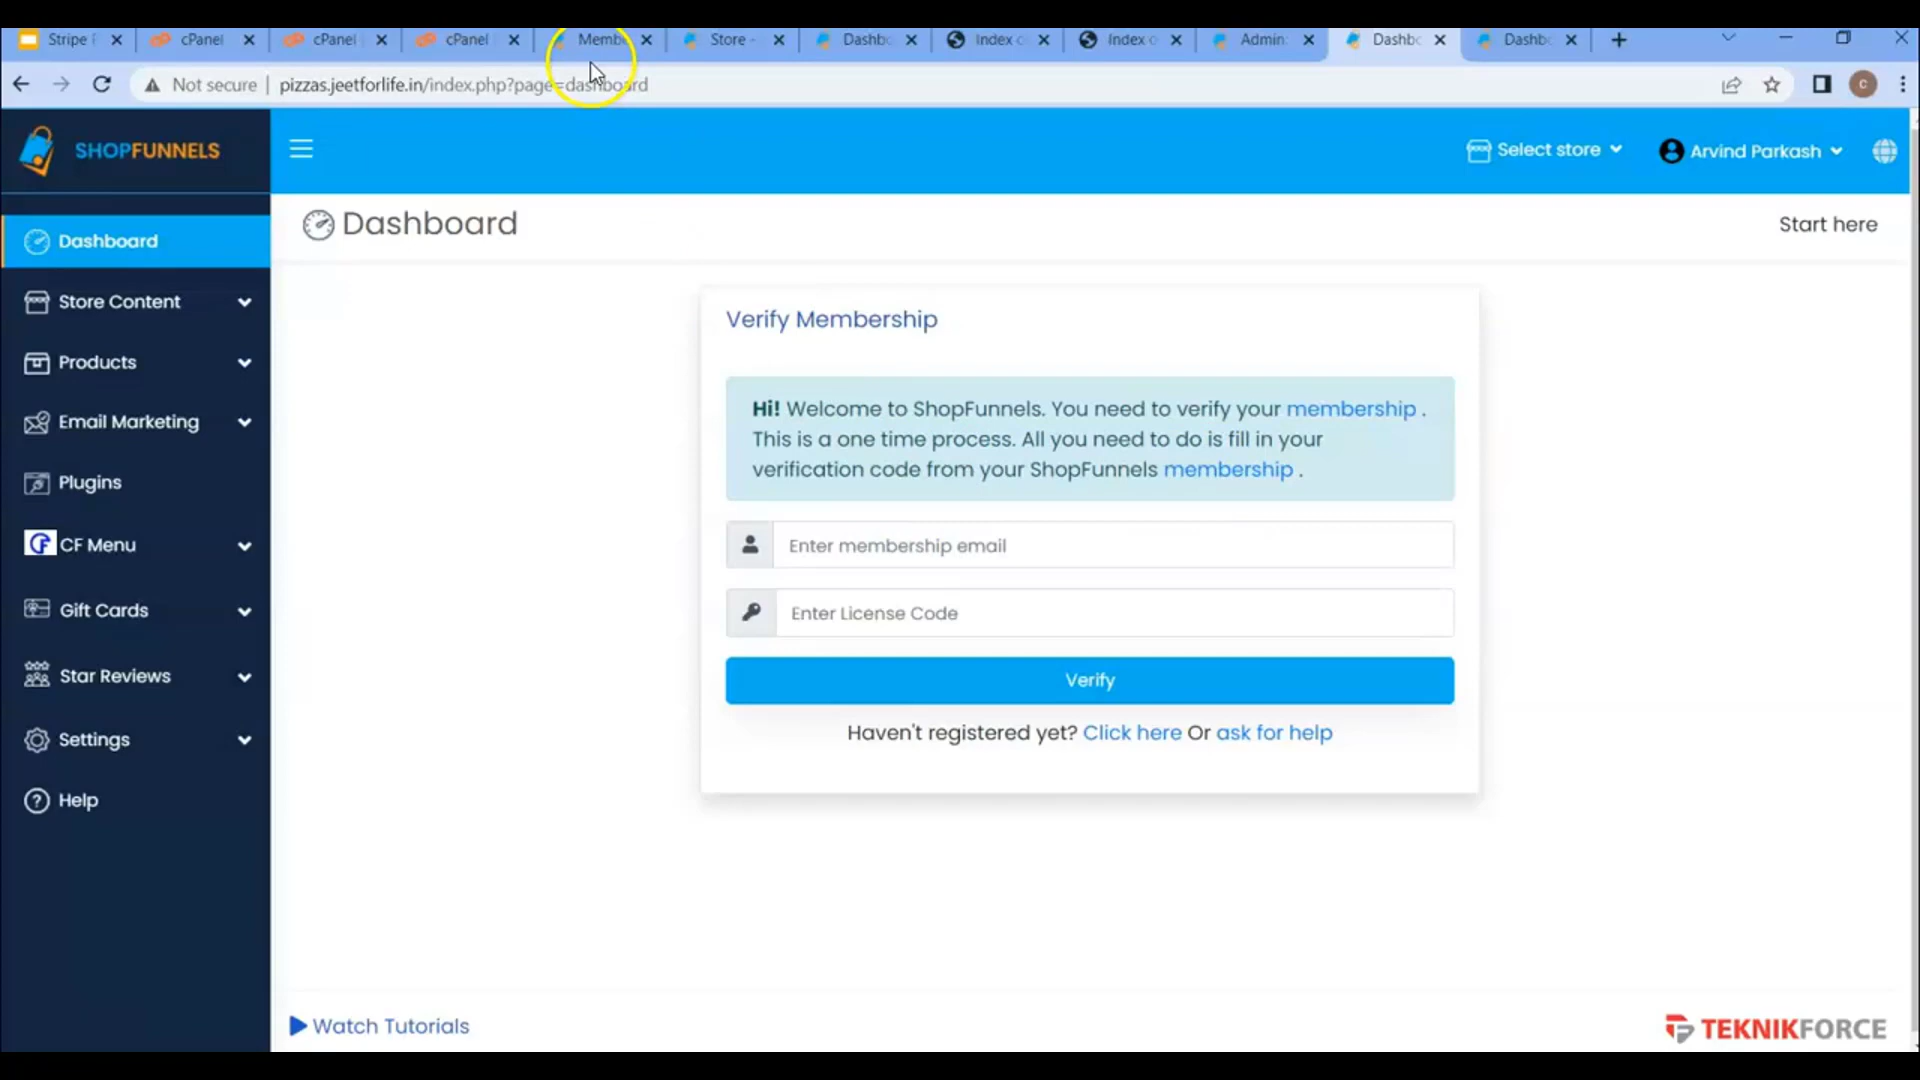 Stripe
cPanel
cPanel
cPanel
Memb
Store -
Dashbo
Index o
Index o
Admin
Dashbo
Dashbo
Not secure
pizzas.jeetforlife.in/index.php?page=dashboard
C
SHOPFUNNELS
Select store
Arvind Parkash
Dashboard
Store Content
Products
Email Marketing
Plugins
CF Menu
Gift Cards
Star Reviews
Settings
Help
Dashboard
Start here
Verify Membership
Hi! Welcome to ShopFunnels. You need to verify your membership .
This is a one time process. All you need to do is fill in your
verification code from your ShopFunnels membership .
Enter membership email
Enter License Code
Verify
Haven't registered yet? Click here Or ask for help
Watch Tutorials
TEKNIKFORCE